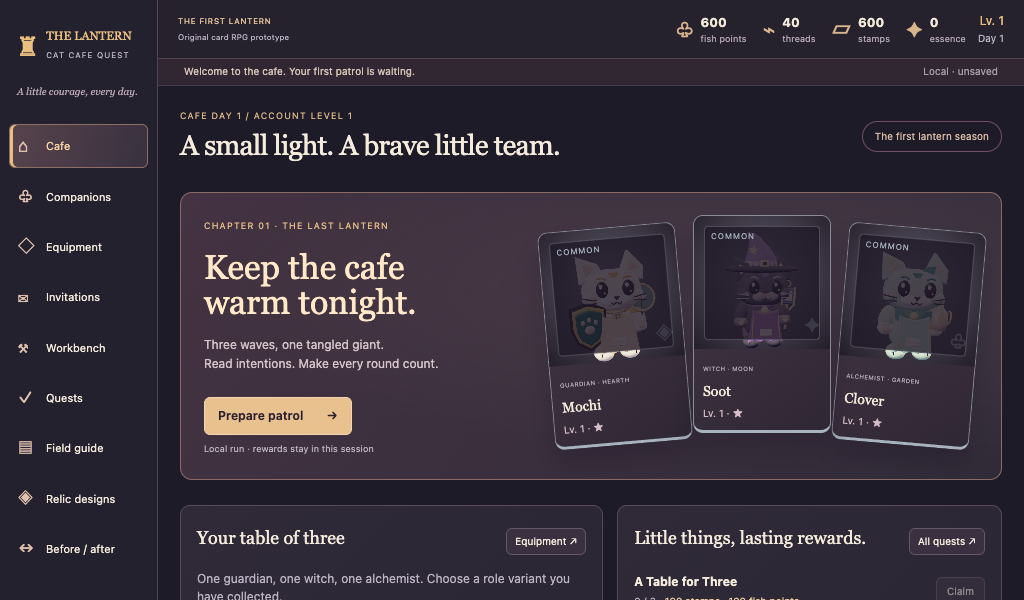 THE LANTERN
CAT CAFE QUEST
A little courage, every day.
Cafe
Companions
Equipment
Invitations
Workbench
Quests
Field guide
Relic designs
Before / after
THE FIRST LANTERN
Original card RPG prototype
600
fish points
40
threads
600
stamps
0
essence
Lv. 1
Day 1
Welcome to the cafe. Your first patrol is waiting.
Local · unsaved
CAFE DAY 1 / ACCOUNT LEVEL 1
A small light. A brave little team.
The first lantern season
CHAPTER 01 · THE LAST LANTERN
Keep the cafe
warm tonight.
Three waves, one tangled giant.
Read intentions. Make every round count.
Prepare patrol →
Local run · rewards stay in this session
COMMON
GUARDIAN · HEARTH
Mochi
Lv. 1 · ★
COMMON
WITCH · MOON
Soot
Lv. 1 · ★
COMMON
ALCHEMIST · GARDEN
Clover
Lv. 1 · ★
Your table of three
Equipment ↗
One guardian, one witch, one alchemist. Choose a role variant you
have collected.
Little things, lasting rewards.
All quests ↗
A Table for Three
Claim